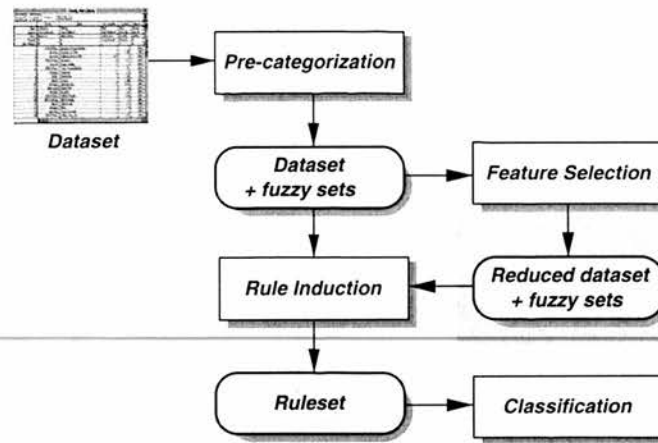 Pre-categorization
Dataset
Dataset
+ fuzzy sets
Feature Selection
Rule Induction
Reduced dataset
+ fuzzy sets
Ruleset
Classification